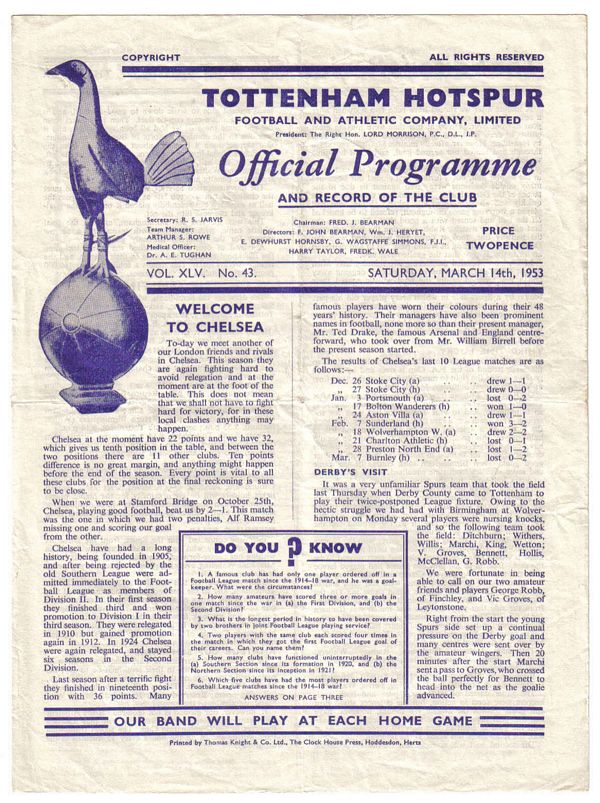 COPYRIGHT
ALL RIGHTS RESERVED
TOTTENHAM HOTSPUR
FOOTBALL AND ATHLETIC COMPANY, LIMITED
President: The Right Hon. LORD MORRISON, P.C., D.L., J.P.
Official Programme
AND RECORD OF THE CLUB
Secretary: R. S. JARVIS
Team Manager:
ARTHUR S. ROWE
Medical Officer:
Dr. A. E. TUGHAN
Chairman: FRED. J. BEARMAN
Directors: F. JOHN BEARMAN, Wm. J. HERYET,
E. DEWHURST HORNSBY, G. WAGSTAFFE SIMMONS, F.J.I.,
HARRY TAYLOR, FREDK. WALE
PRICE
TWOPENCE
VOL. XLV. No. 43.
SATURDAY, MARCH 14th, 1953
WELCOME
TO CHELSEA
To-day we meet another of
our London friends and rivals
in Chelsea. This season they
are again fighting hard to
avoid relegation and at the
moment are at the foot of the
table. This does not mean
that we shall not have to fight
hard for victory, for in these
local clashes anything may
happen.
Chelsea at the moment have 22 points and we have 32,
which gives us tenth position in the table, and between the
two positions there are 11 other clubs. Ten points
difference is no great margin, and anything might happen
before the end of the season. Every point is vital to all
these clubs for the position at the final reckoning is sure
to be close.
When we were at Stamford Bridge on October 25th,
Chelsea, playing good football, beat us by 2—1. This match
was the one in which we had two penalties, Alf Ramsey
missing one and scoring our goal
from the other.
Chelsea have had a long
history, being founded in 1905,
and after being rejected by the
old Southern League were ad-
mitted immediately to the Foot-
ball League as members of
Division II. In their first season
they finished third and won
promotion to Division I in their
third season. They were relegated
in 1910 but gained promotion
again in 1912. In 1924 Chelsea
were again relegated, and stayed
six seasons in the Second
Division.
Last season after a terrific fight
they finished in nineteenth posi-
tion with 36 points. Many
famous players have worn their colours during their 48
years' history. Their managers have also been prominent
names in football, none more so than their present manager,
Mr. Ted Drake, the famous Arsenal and England centre-
forward, who took over from Mr. William Birrell before
the present season started.
The results of Chelsea's last 10 League matches are as
follows:—
Dec. 26 Stoke City (a) .. .. drew 1—1
„ 27 Stoke City (h) .. .. drew 0—0
Jan. 3 Portsmouth (a) .. .. lost 0—2
„ 17 Bolton Wanderers (h) .. won 1—0
„ 24 Aston Villa (a) .. .. drew 1—1
Feb. 7 Sunderland (h) .. .. won 3—2
„ 18 Wolverhampton W. (a) .. drew 2—2
„ 21 Charlton Athletic (h) .. lost 0—1
„ 28 Preston North End (a) .. lost 1—2
Mar. 7 Burnley (h) .. .. .. lost 0—2
DERBY'S VISIT
It was a very unfamiliar Spurs team that took the field
last Thursday when Derby County came to Tottenham to
play their twice-postponed League fixture. Owing to the
hectic struggle we had had with Birmingham at Wolver-
hampton on Monday several players were nursing knocks,
and so the following team took
the field: Ditchburn; Withers,
Willis; Marchi, King, Wetton;
V. Groves, Bennett, Hollis,
McClellan, G. Robb.
We were fortunate in being
able to call on our two amateur
friends and players George Robb,
of Finchley, and Vic Groves, of
Leytonstone.
Right from the start the young
Spurs side set up a continual
pressure on the Derby goal and
many centres were sent over by
the amateur wingers. Then 20
minutes after the start Marchi
sent a pass to Groves, who crossed
the ball perfectly for Bennett to
head into the net as the goalie
advanced.
DO YOU ? KNOW
1. A famous club has had only one player ordered off in a
Football League match since the 1914-18 war, and he was a goal-
keeper. What were the circumstances?
2. How many amateurs have scored three or more goals in
one match since the war in (a) the First Division, and (b) the
Second Division?
3. What is the longest period in history to have been covered
by two brothers in joint Football League playing service?
4. Two players with the same club each scored four times in
the match in which they got the first Football League goal of
their careers. Can you name them?
5. How many clubs have functioned uninterruptedly in the
(a) Southern Section since its formation in 1920, and (b) the
Northern Section since its inception in 1921?
6. Which five clubs have had the most players ordered off in
Football League matches since the 1914-18 war?
ANSWERS ON PAGE THREE
OUR BAND WILL PLAY AT EACH HOME GAME
Printed by Thomas Knight & Co. Ltd., The Clock House Press, Hoddesdon, Herts